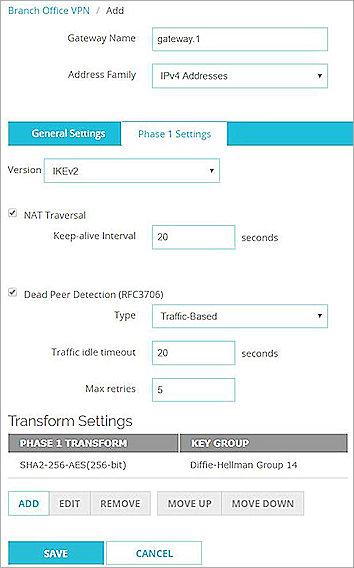 Branch Office VPN / Add
Gateway Name gateway.1
Address Family IPv4 Addresses
General Settings Phase 1 Settings
Version IKEv2
NAT Traversal
Keep-alive Interval 20 seconds
Dead Peer Detection (RFC3706)
Type Traffic-Based
Traffic idle timeout 20 seconds
Max retries 5
Transform Settings
PHASE 1 TRANSFORM KEY GROUP
SHA2-256-AES(256-bit) Diffie-Hellman Group 14
ADD EDIT REMOVE MOVE UP MOVE DOWN
SAVE CANCEL